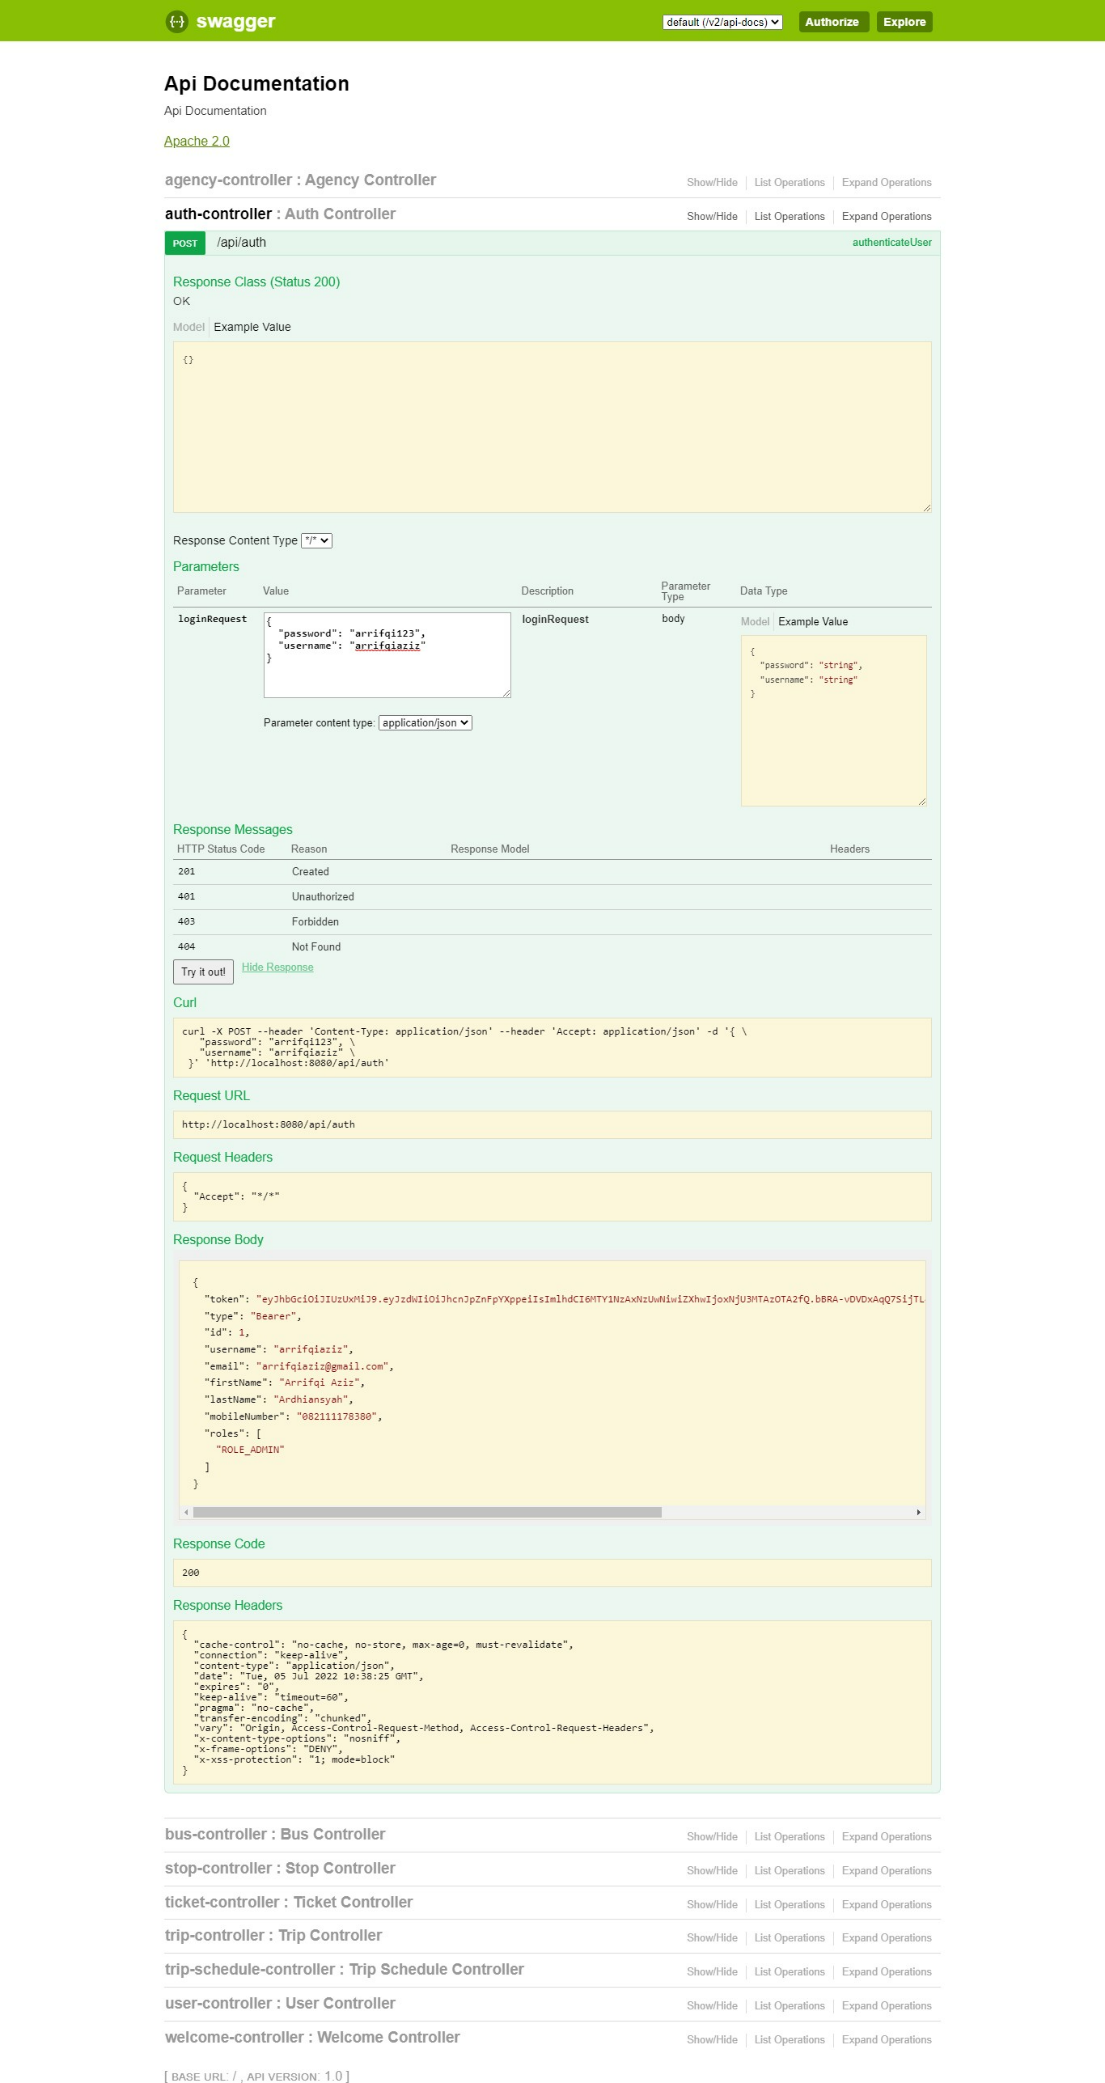 {··} swagger
default (/v2/api-docs)
Authorize
Explore
Api Documentation
Api Documentation
Apache 2.0
agency-controller : Agency Controller
Show/Hide
List Operations
Expand Operations
auth-controller : Auth Controller
Show/Hide
List Operations
Expand Operations
POST /api/auth
authenticateUser
Response Class (Status 200)
OK
Model Example Value
{}
Response Content Type */*
Parameters
Parameter Value Description Parameter Type Data Type
loginRequest
{
  "password": "arrifqi123",
  "username": "arrifqiaziz"
}
Parameter content type: application/json
loginRequest
body
Model Example Value
{
  "password": "string",
  "username": "string"
}
Response Messages
HTTP Status Code Reason Response Model Headers
201 Created
401 Unauthorized
403 Forbidden
404 Not Found
Try it out! Hide Response
Curl
curl -X POST --header 'Content-Type: application/json' --header 'Accept: application/json' -d '{ \
   "password": "arrifqi123", \
   "username": "arrifqiaziz" \
 }' 'http://localhost:8080/api/auth'
Request URL
http://localhost:8080/api/auth
Request Headers
{
  "Accept": "*/*"
}
Response Body
{
  "token": 
  "type": "Bearer",
  "id": 1,
  "username": "arrifqiaziz",
  "email": "arrifqiaziz@gmail.com",
  "firstName": "Arrifqi Aziz",
  "lastName": "Ardhiansyah",
  "mobileNumber": "082111178380",
  "roles": [
    "ROLE_ADMIN"
  ]
}
Response Code
200
Response Headers
{
  "cache-control": "no-cache, no-store, max-age=0, must-revalidate",
  "connection": "keep-alive",
  "content-type": "application/json",
  "date": "Tue, 05 Jul 2022 10:38:25 GMT",
  "expires": "0",
  "keep-alive": "timeout=60",
  "pragma": "no-cache",
  "transfer-encoding": "chunked",
  "vary": "Origin, Access-Control-Request-Method, Access-Control-Request-Headers",
  "x-content-type-options": "nosniff",
  "x-frame-options": "DENY",
  "x-xss-protection": "1; mode=block"
}
bus-controller : Bus Controller
Show/Hide
List Operations
Expand Operations
stop-controller : Stop Controller
Show/Hide
List Operations
Expand Operations
ticket-controller : Ticket Controller
Show/Hide
List Operations
Expand Operations
trip-controller : Trip Controller
Show/Hide
List Operations
Expand Operations
trip-schedule-controller : Trip Schedule Controller
Show/Hide
List Operations
Expand Operations
user-controller : User Controller
Show/Hide
List Operations
Expand Operations
welcome-controller : Welcome Controller
Show/Hide
List Operations
Expand Operations
[ BASE URL: / , API VERSION: 1.0 ]